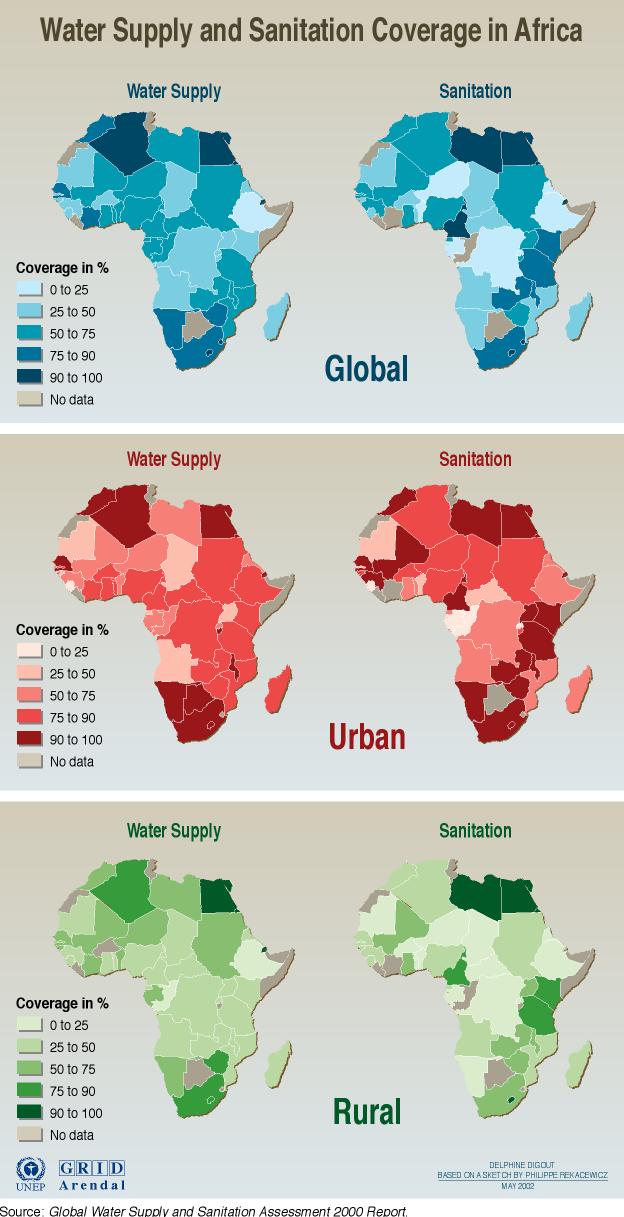 Water Supply and Sanitation Coverage in Africa
Water Supply
Sanitation
Coverage in %
0 to 25
25 to 50
50 to 75
75 to 90
90 to 100
No data
Global
Water Supply
Sanitation
Coverage in %
0 to 25
25 to 50
50 to 75
75 to 90
90 to 100
No data
Urban
Water Supply
Sanitation
Coverage in %
0 to 25
25 to 50
50 to 75
75 to 90
90 to 100
No data
Rural
UNEP
GRID
Arendal
DELPHINE DIGOUT
BASED ON A SKETCH BY PHILIPPE REKACEWICZ
MAY 2002
Source: Global Water Supply and Sanitation Assessment 2000 Report.